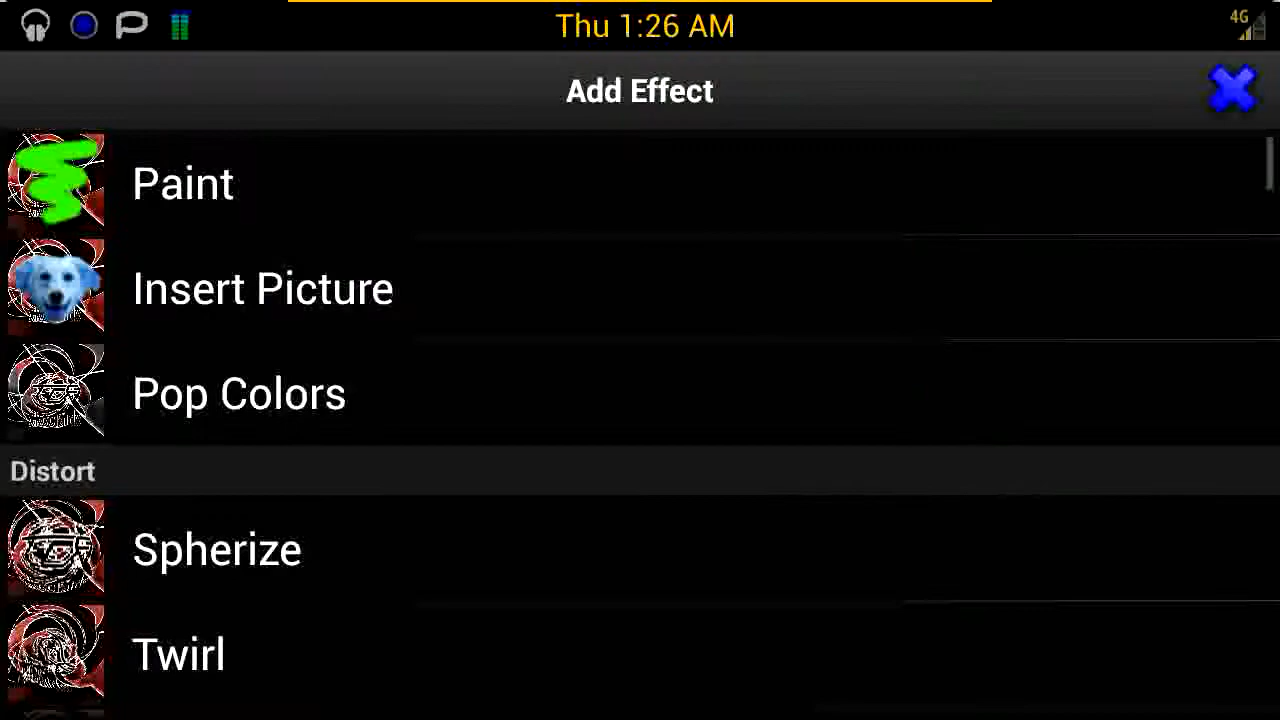 Thu 1:26 AM
4G
Add Effect
Paint
Insert Picture
Pop Colors
Distort
Spherize
Twirl